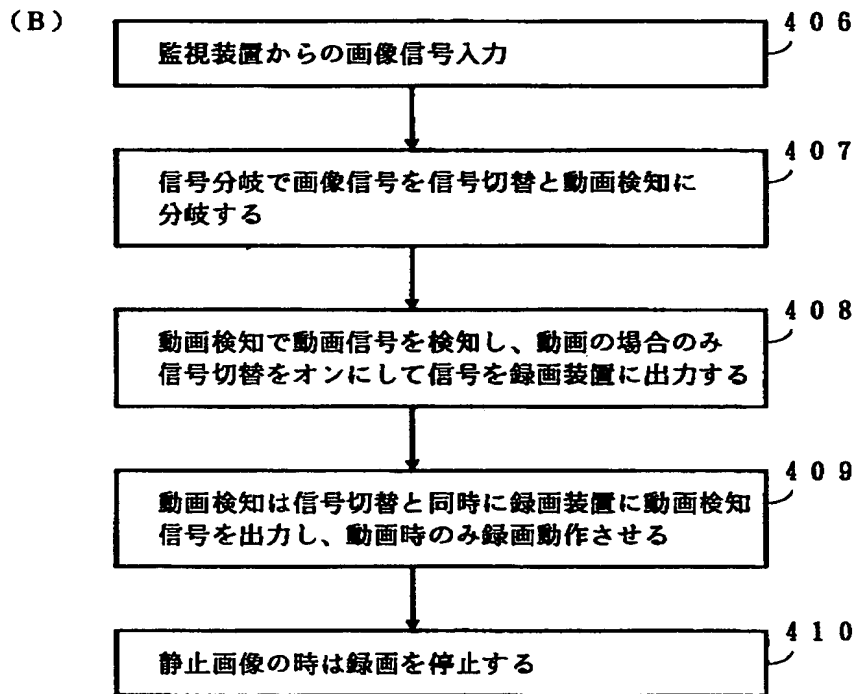 (B)
406
監視装置からの画像信号入力
407
信号分岐で画像信号を信号切替と動画検知に
分岐する
408
動画検知で動画信号を検知し、動画の場合のみ
信号切替をオンにして信号を録画装置に出力する
409
動画検知は信号切替と同時に録画装置に動画検知
信号を出力し、動画時のみ録画動作させる
410
静止画像の時は録画を停止する